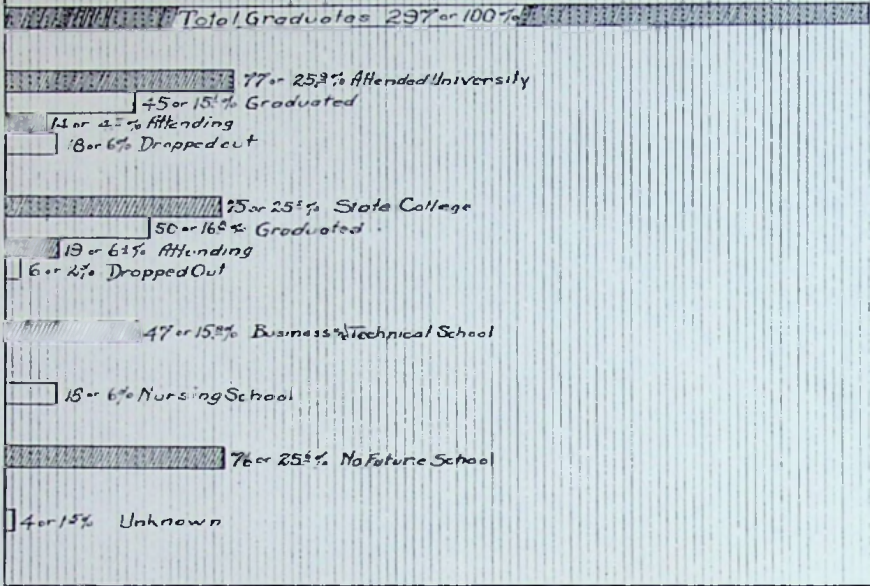 Total Graduates 297 or 100%
77 or 25.9% Attended University
45 or 15.1% Graduated
or % Attending
18 or 6% Dropped out
75 or 25.2% State College
50 or 16.8% Graduated
19 or 6.4% Attending
6 or 2% Dropped Out
47 or 15.8% Business Technical School
18 or 6% Nursing School
76 or 25.6% No Future School
4 or % Unknown